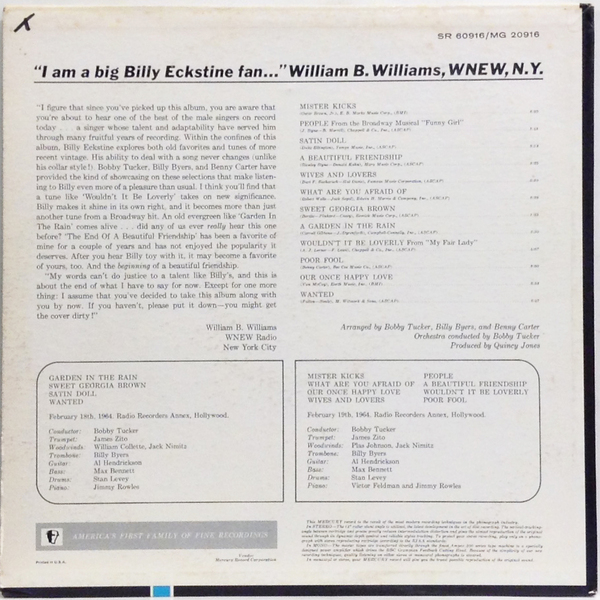 SR 60916/MG 20916
"I am a big Billy Eckstine fan..." William B. Williams, WNEW, N.Y.
"I figure that since you've picked up this album, you are aware that
you're about to hear one of the best of the male singers on record
today . . . a singer whose talent and adaptability have served him
through many fruitful years of recording. Within the confines of this
album, Billy Eckstine explores both old favorites and tunes of more
recent vintage. His ability to deal with a song never changes (unlike
his collar style!). Bobby Tucker, Billy Byers, and Benny Carter have
provided the kind of showcasing on these selections that make listen-
ing to Billy even more of a pleasure than usual. I think you'll find that
a tune like 'Wouldn't It Be Loverly' takes on new significance.
Billy makes it shine in its own right, and it becomes more than just
another tune from a Broadway hit. An old evergreen like 'Garden In
The Rain' comes alive . . . did any of us ever really hear this one
before? 'The End Of A Beautiful Friendship' has been a favorite of
mine for a couple of years and has not enjoyed the popularity it
deserves. After you hear Billy toy with it, it may become a favorite
of yours, too. And the beginning of a beautiful friendship.
"My words can't do justice to a talent like Billy's, and this is
about the end of what I have to say for now. Except for one more
thing: I assume that you've decided to take this album along with
you by now. If you haven't, please put it down—you might get
the cover dirty!"
William B. Williams
WNEW Radio
New York City
MISTER KICKS
PEOPLE From the Broadway Musical "Funny Girl"
SATIN DOLL
A BEAUTIFUL FRIENDSHIP
WIVES AND LOVERS
WHAT ARE YOU AFRAID OF
SWEET GEORGIA BROWN
A GARDEN IN THE RAIN
WOULDN'T IT BE LOVERLY From "My Fair Lady"
POOR FOOL
OUR ONCE HAPPY LOVE
WANTED
Arranged by Bobby Tucker, Billy Byers, and Benny Carter
Orchestra conducted by Bobby Tucker
Produced by Quincy Jones
GARDEN IN THE RAIN
SWEET GEORGIA BROWN
SATIN DOLL
WANTED
February 18th, 1964. Radio Recorders Annex, Hollywood.
Conductor: Bobby Tucker
Trumpet: James Zito
Woodwinds: William Collette, Jack Nimitz
Trombone: Billy Byers
Guitar: Al Hendrickson
Bass: Max Bennett
Drums: Stan Levey
Piano: Jimmy Rowles
MISTER KICKS PEOPLE
WHAT ARE YOU AFRAID OF A BEAUTIFUL FRIENDSHIP
OUR ONCE HAPPY LOVE WOULDN'T IT BE LOVERLY
WIVES AND LOVERS POOR FOOL
February 19th, 1964. Radio Recorders Annex, Hollywood.
Conductor: Bobby Tucker
Trumpet: James Zito
Woodwinds: Plas Johnson, Jack Nimitz
Trombone: Billy Byers
Guitar: Al Hendrickson
Bass: Max Bennett
Drums: Stan Levey
Piano: Victor Feldman and Jimmy Rowles
AMERICA'S FIRST FAMILY OF FINE RECORDINGS
Printed in U.S.A.
Mercury Record Corporation